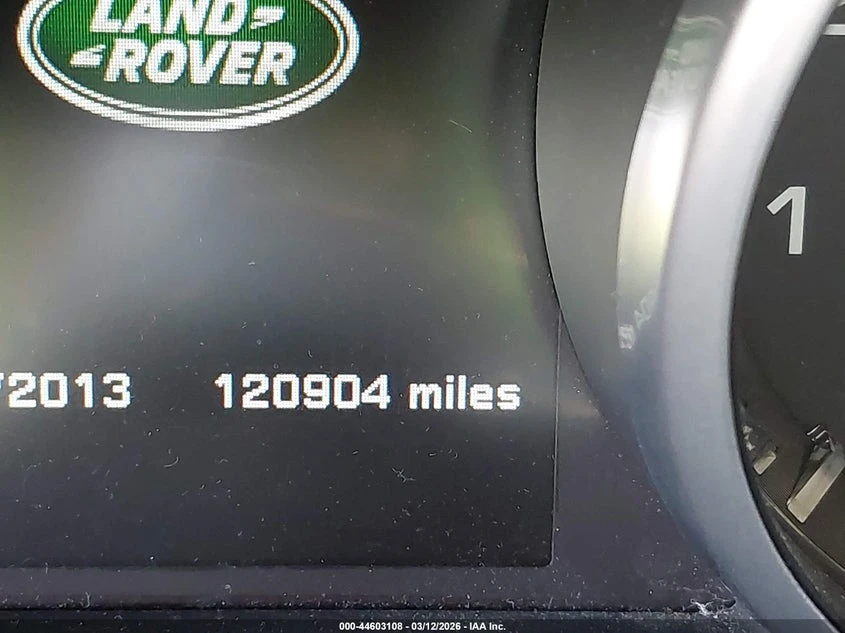 LAND
ROVER
1
2013 120904 miles
000-44603108 - 03/12/2026 - IAA Inc.